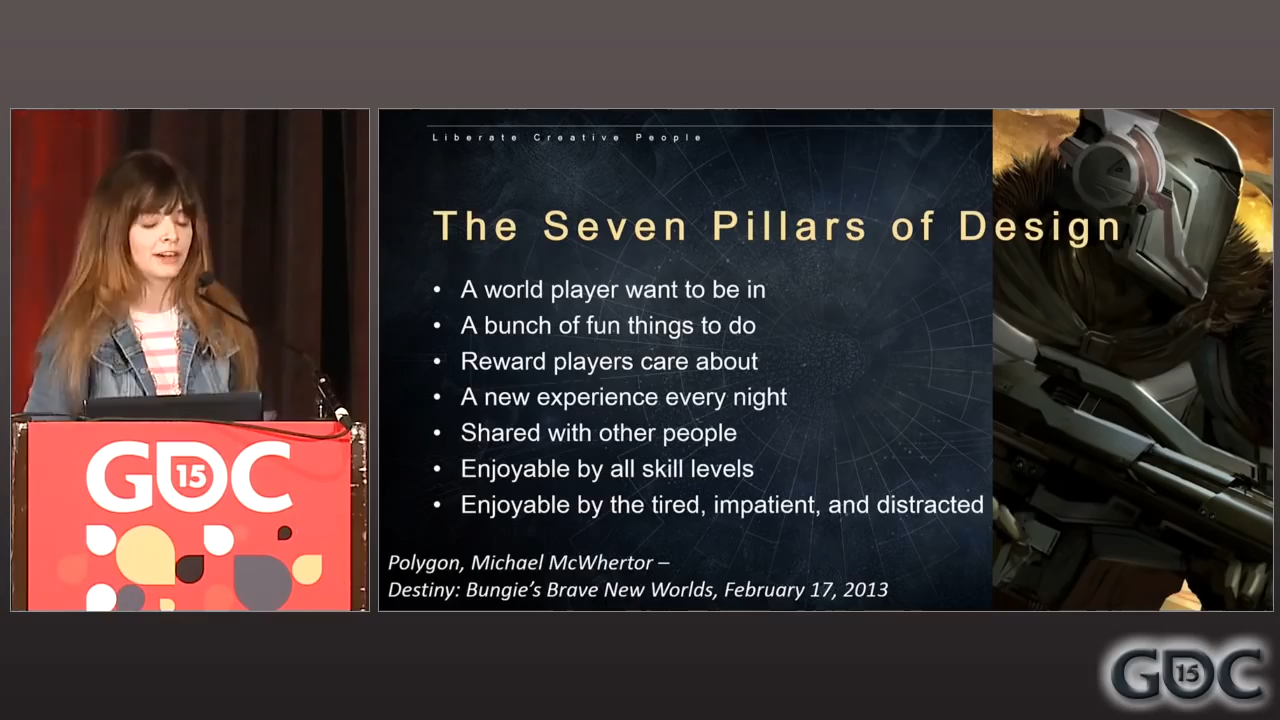 Liberate Creative People
The Seven Pillars of Design
• A world player want to be in
• A bunch of fun things to do
• Reward players care about
• A new experience every night
• Shared with other people
• Enjoyable by all skill levels
• Enjoyable by the tired, impatient, and distracted
Polygon, Michael McWhertor –
Destiny: Bungie's Brave New Worlds, February 17, 2013
GDC
15
GDC
15